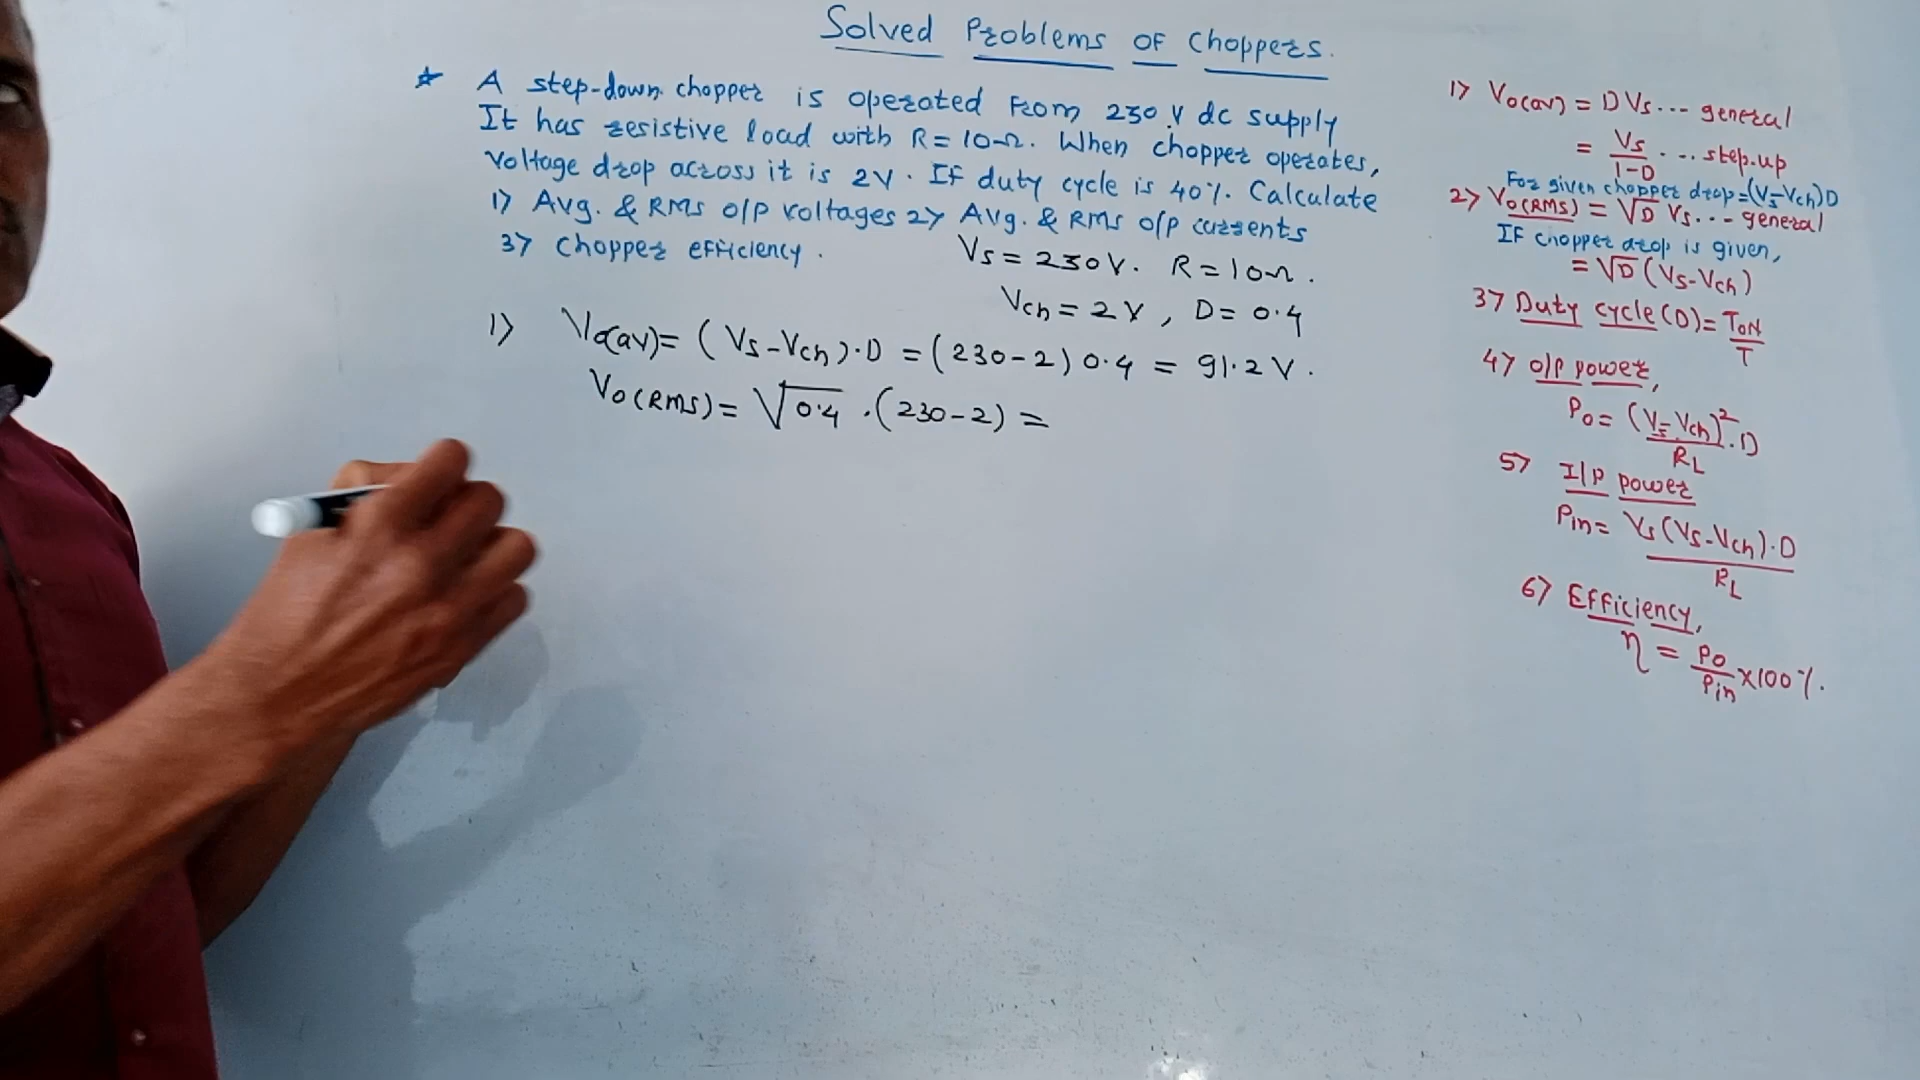 Solved Problems OF Choppers.
* A step-down chopper is operated From 230 V dc supply
It has resistive load with R=10Ω. When chopper operates,
Voltage drop across it is 2V. IF duty cycle is 40%. Calculate
1) Avg. & RMS o/p voltages 2) Avg. & RMS o/p currents
3) Chopper efficiency.
Vs = 230V. R = 10Ω.
Vch = 2V, D = 0.4
1) Vo(av) = (Vs-Vch).D = (230-2) 0.4 = 91.2 V.
Vo(RMS) = √0.4 .(230-2) =
1) Vo(av) = DVs... general
= Vs/1-D ... step.up
For given chopper drop=(Vs-Vch)D
2) Vo(RMS) = √D Vs... general
IF chopper drop is given,
= √D (Vs-Vch)
3) Duty cycle(D) = TON/T
4) O/P power,
Po = (Vs-Vch)²/RL .D
5) I/P power
Pin = Vs(Vs-Vch).D/RL
6) Efficiency,
η = Po/Pin x100%.